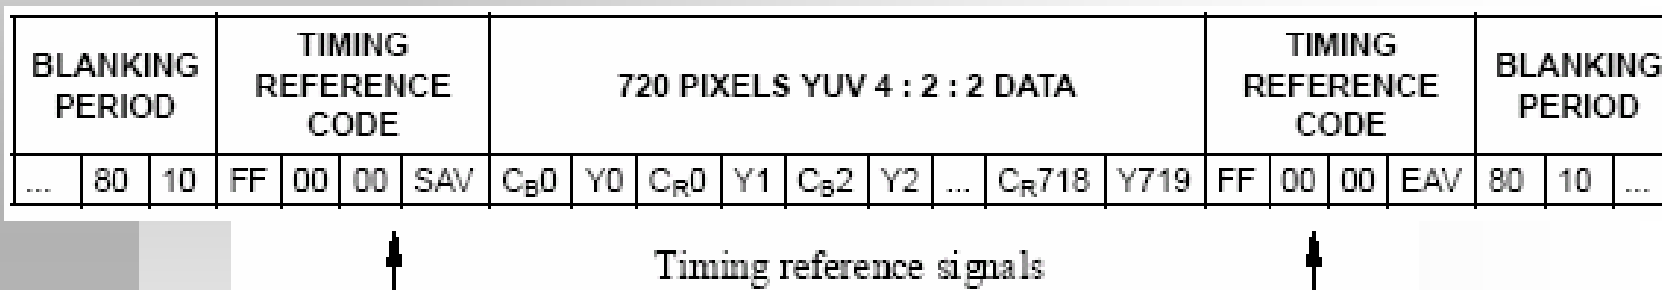 BLANKING PERIOD
TIMING REFERENCE CODE
720 PIXELS YUV 4 : 2 : 2 DATA
TIMING REFERENCE CODE
BLANKING PERIOD
... 80 10 FF 00 00 SAV CB0 Y0 CR0 Y1 CB2 Y2 ... CR718 Y719 FF 00 00 EAV 80 10 ...
Timing reference signals